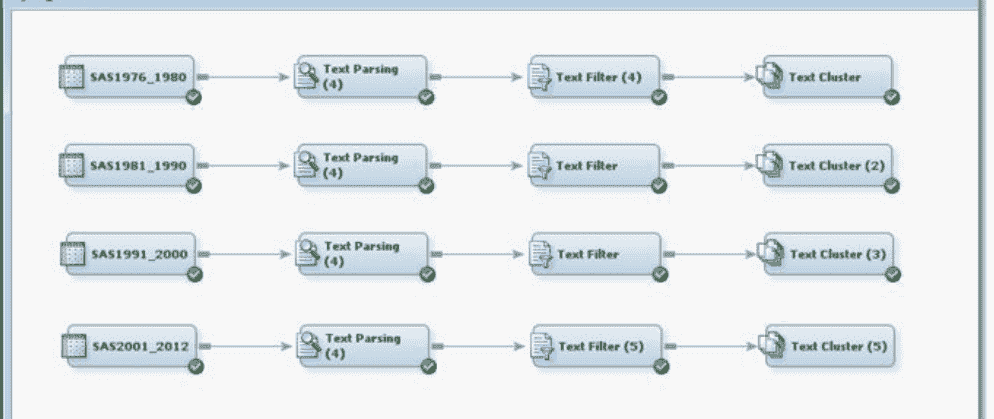 SAS1976_1980
Text Parsing
(4)
Text Filter (4)
Text Cluster
SAS1981_1990
Text Parsing
(4)
Text Filter
Text Cluster (2)
SAS1991_2000
Text Parsing
(4)
Text Filter
Text Cluster (3)
SAS2001_2012
Text Parsing
(4)
Text Filter (5)
Text Cluster (5)